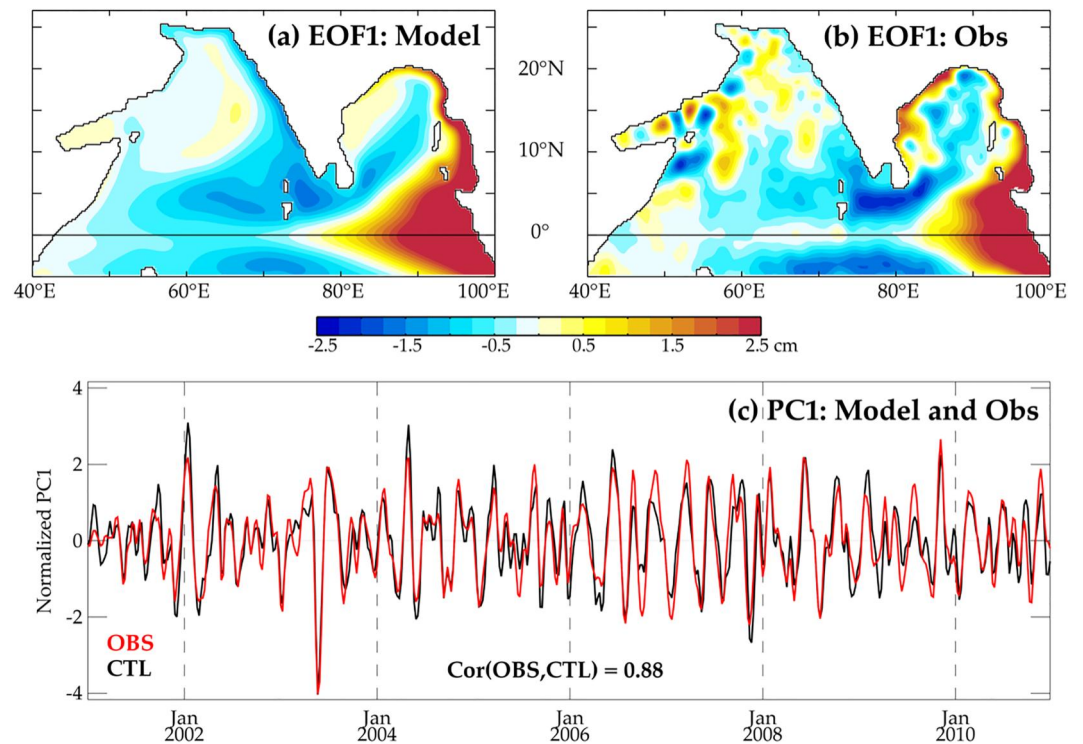 (a) EOF1: Model
(b) EOF1: Obs
20°N
10°N
0°
40°E 60°E 80°E 100°E
40°E 60°E 80°E 100°E
-2.5 -1.5 -0.5 0.5 1.5 2.5 cm
(c) PC1: Model and Obs
Normalized PC1
4
2
0
-2
-4
OBS
CTL
Cor(OBS,CTL) = 0.88
Jan Jan Jan Jan Jan
2002 2004 2006 2008 2010